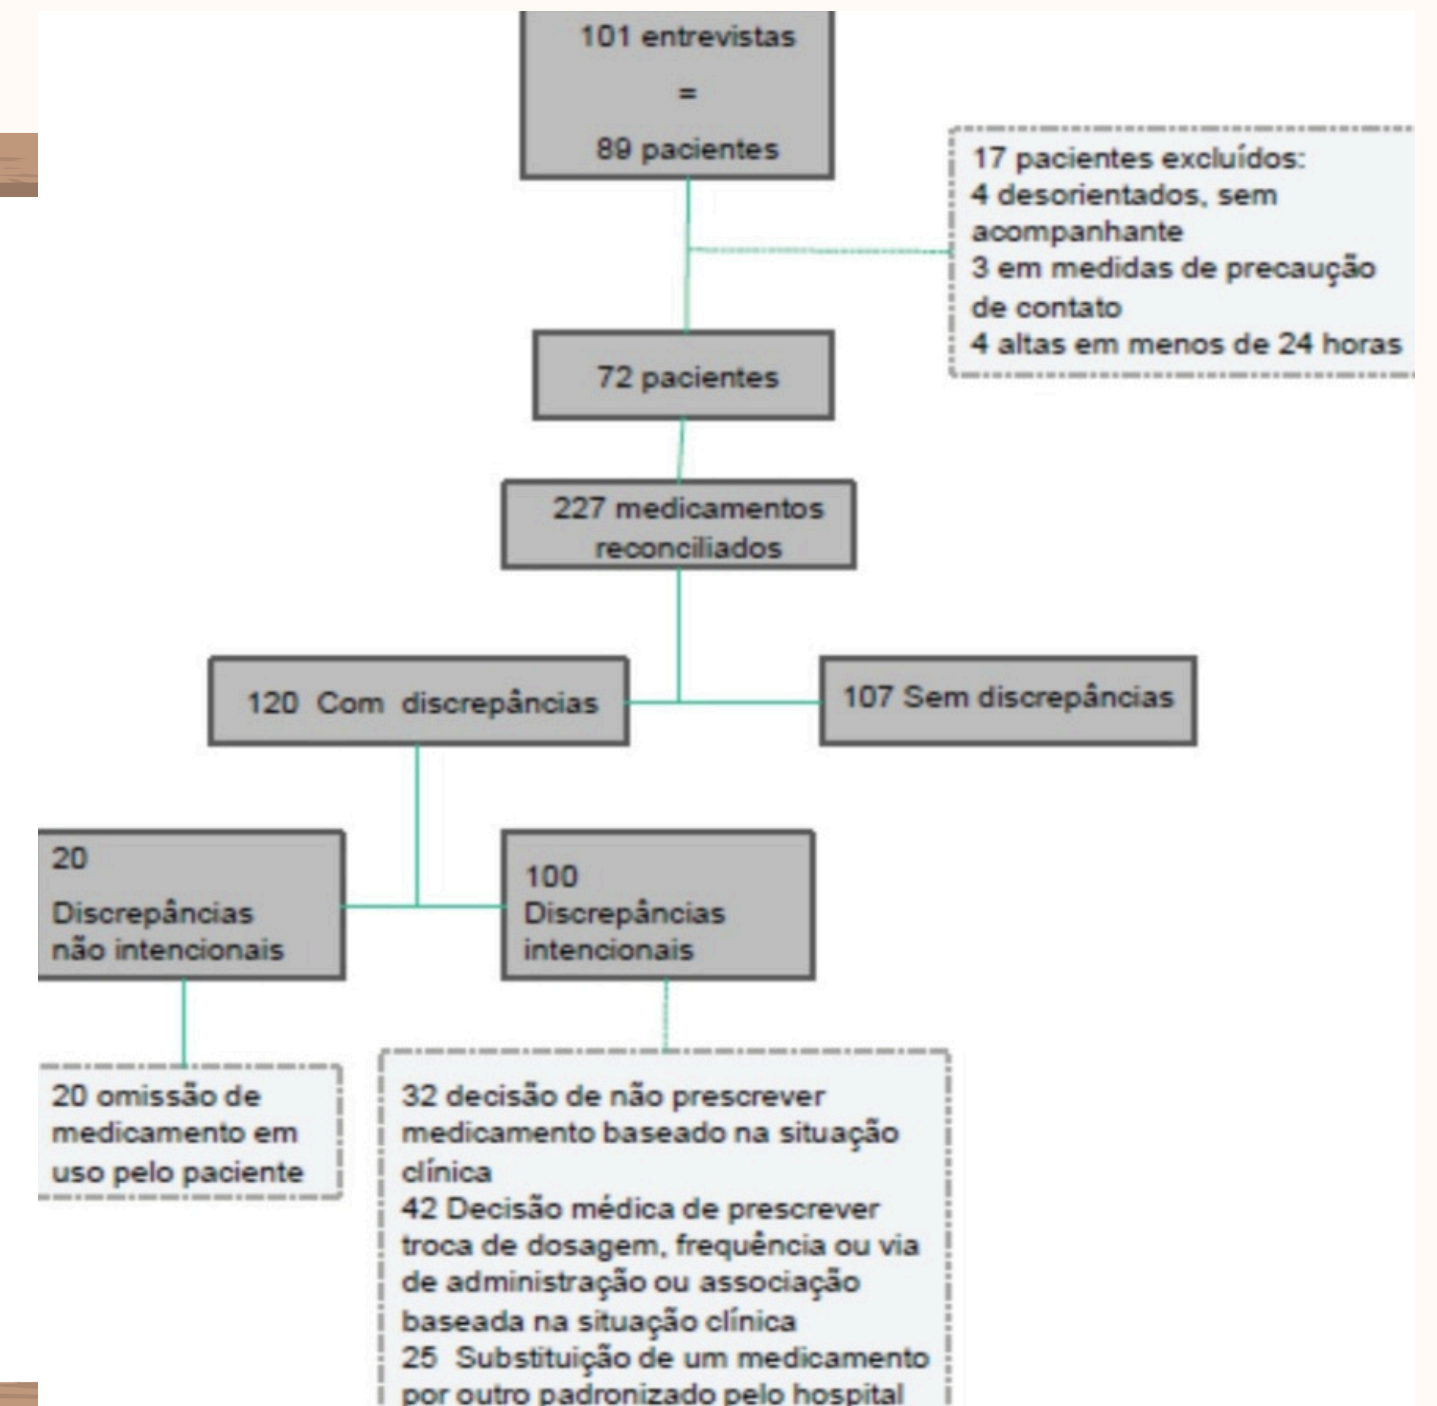 101 entrevistas
=
89 pacientes
17 pacientes excluídos:
4 desorientados, sem
acompanhante
3 em medidas de precaução
de contato
4 altas em menos de 24 horas
72 pacientes
227 medicamentos
reconciliados
120 Com discrepâncias
107 Sem discrepâncias
20
Discrepâncias
não intencionais
100
Discrepâncias
intencionais
20 omissão de
medicamento em
uso pelo paciente
32 decisão de não prescrever
medicamento baseado na situação
clínica
42 Decisão médica de prescrever
troca de dosagem, frequência ou via
de administração ou associação
baseada na situação clínica
25 Substituição de um medicamento
por outro padronizado pelo hospital